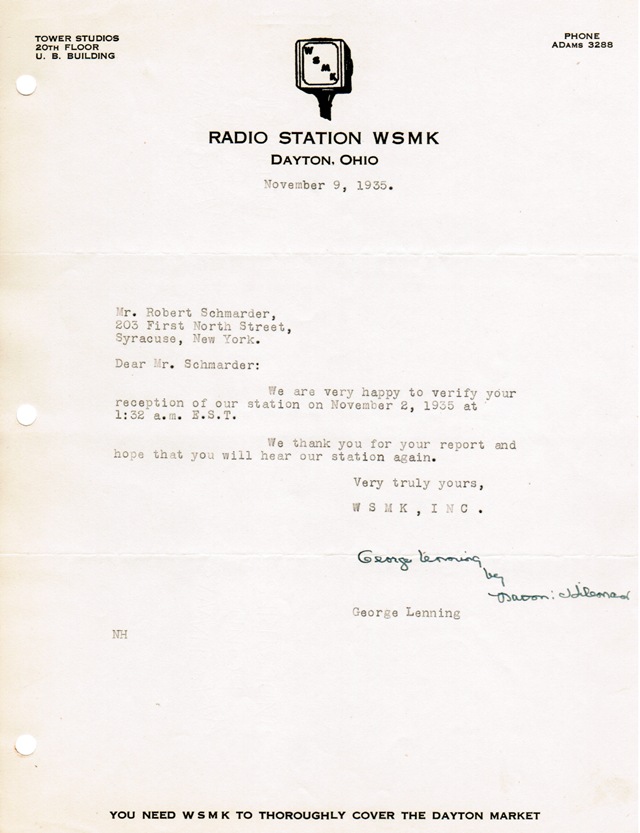 TOWER STUDIOS
20TH FLOOR
U. B. BUILDING
PHONE
ADAMS 3288
W S M K
RADIO STATION WSMK
DAYTON, OHIO
November 9, 1935.
Mr. Robert Schmarder,
203 First North Street,
Syracuse, New York.
Dear Mr. Schmarder:
We are very happy to verify your
reception of our station on November 2, 1935 at
1:32 a.m. E.S.T.
We thank you for your report and
hope that you will hear our station again.
Very truly yours,
W S M K , I N C .
George Lenning
by
George Lenning
NH
YOU NEED WSMK TO THOROUGHLY COVER THE DAYTON MARKET